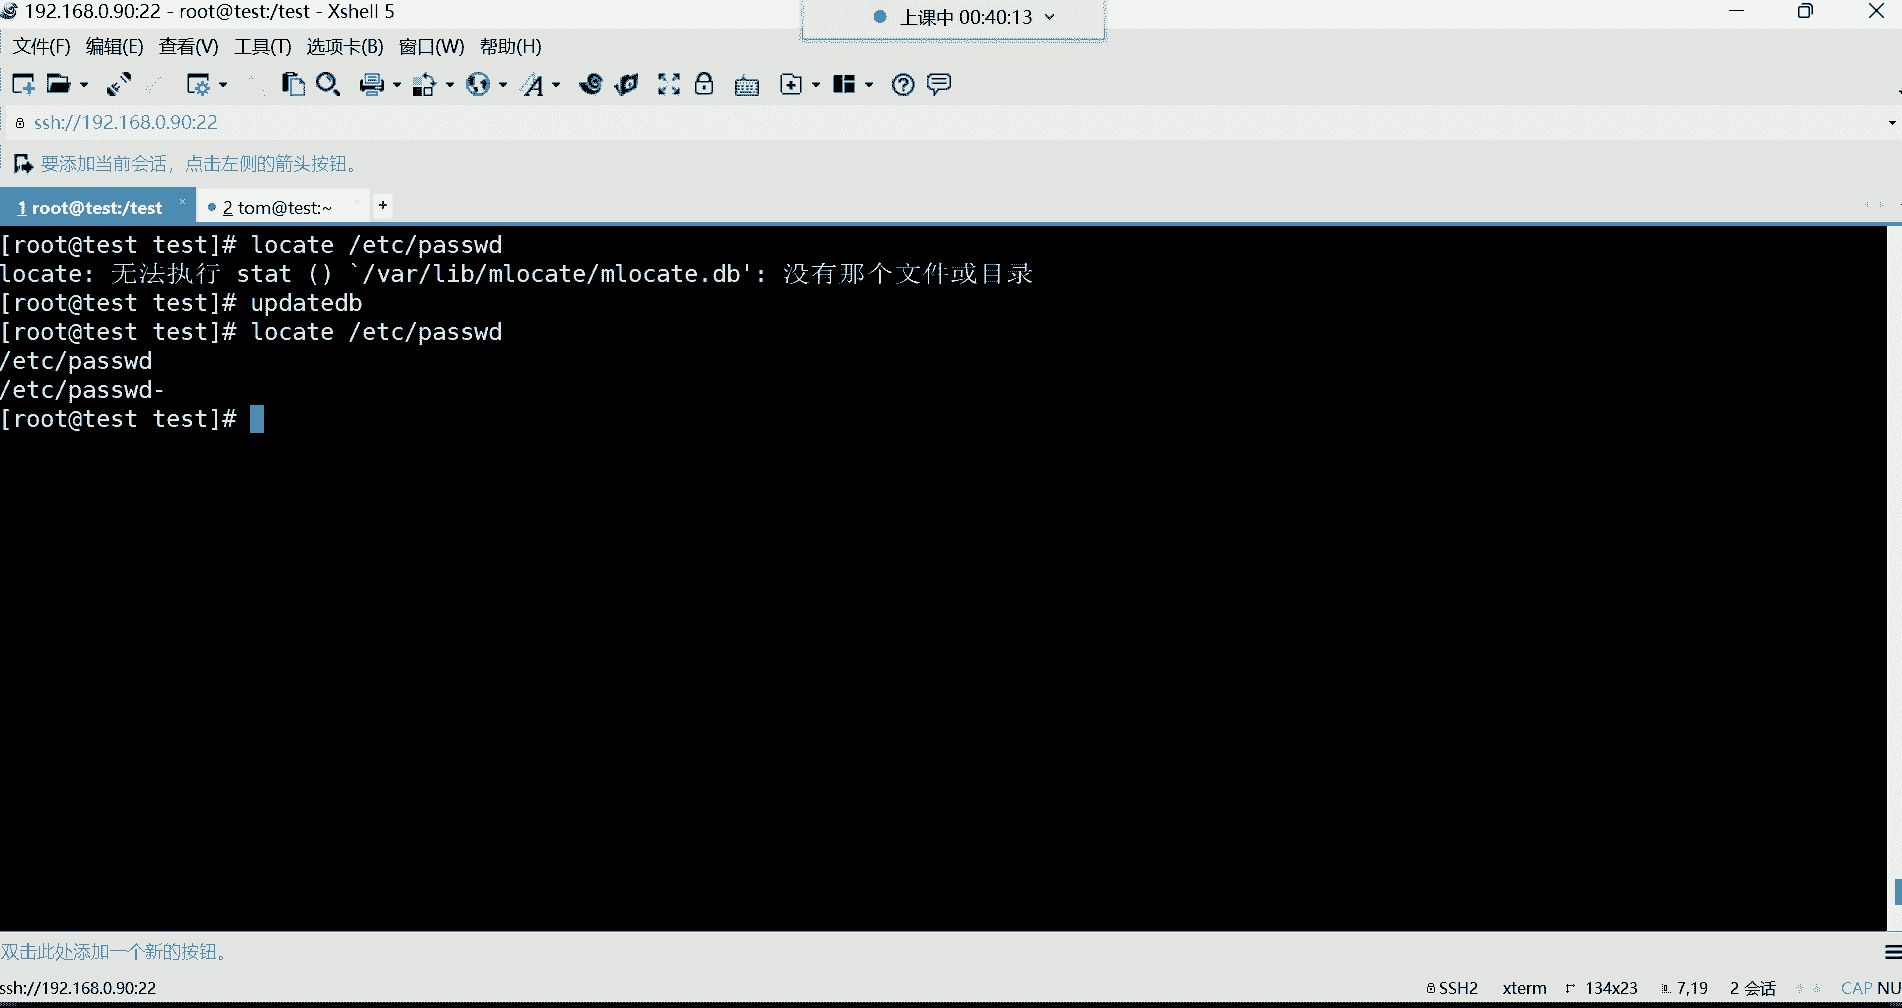 192.168.0.90:22 - root@test:/test - Xshell 5
上课中 00:40:13
文件(F) 编辑(E) 查看(V) 工具(T) 选项卡(B) 窗口(W) 帮助(H)
ssh://192.168.0.90:22
要添加当前会话，点击左侧的箭头按钮。
1 root@test:/test × 2 tom@test:~ × +
[root@test test]# locate /etc/passwd
locate: 无法执行 stat () `/var/lib/mlocate/mlocate.db': 没有那个文件或目录
[root@test test]# updatedb
[root@test test]# locate /etc/passwd
/etc/passwd
/etc/passwd-
[root@test test]#
双击此处添加一个新的按钮。
ssh://192.168.0.90:22 SSH2 xterm 134x23 7,19 2 会话 CAP NU